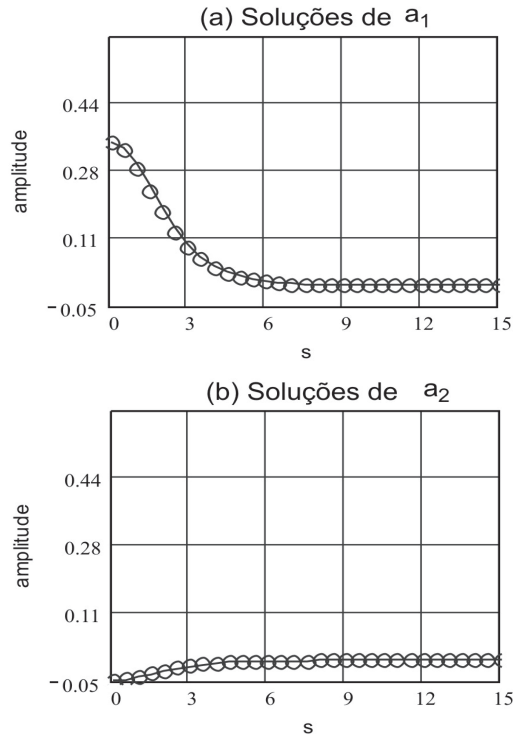 (a) Soluções de a1
amplitude
0.44
0.28
0.11
−0.05
0 3 6 9 12 15
s
(b) Soluções de a2
amplitude
0.44
0.28
0.11
−0.05
0 3 6 9 12 15
s